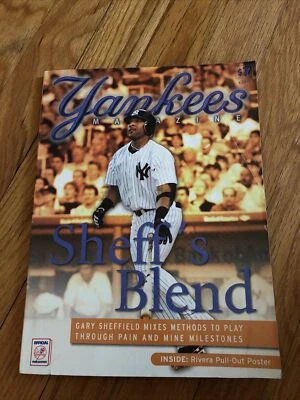 Yankees
MAGAZINE
Sheff's
Blend
GARY SHEFFIELD MIXES METHODS TO PLAY
THROUGH PAIN AND MINE MILESTONES
INSIDE: Rivera Pull-Out Poster
OFFICIAL